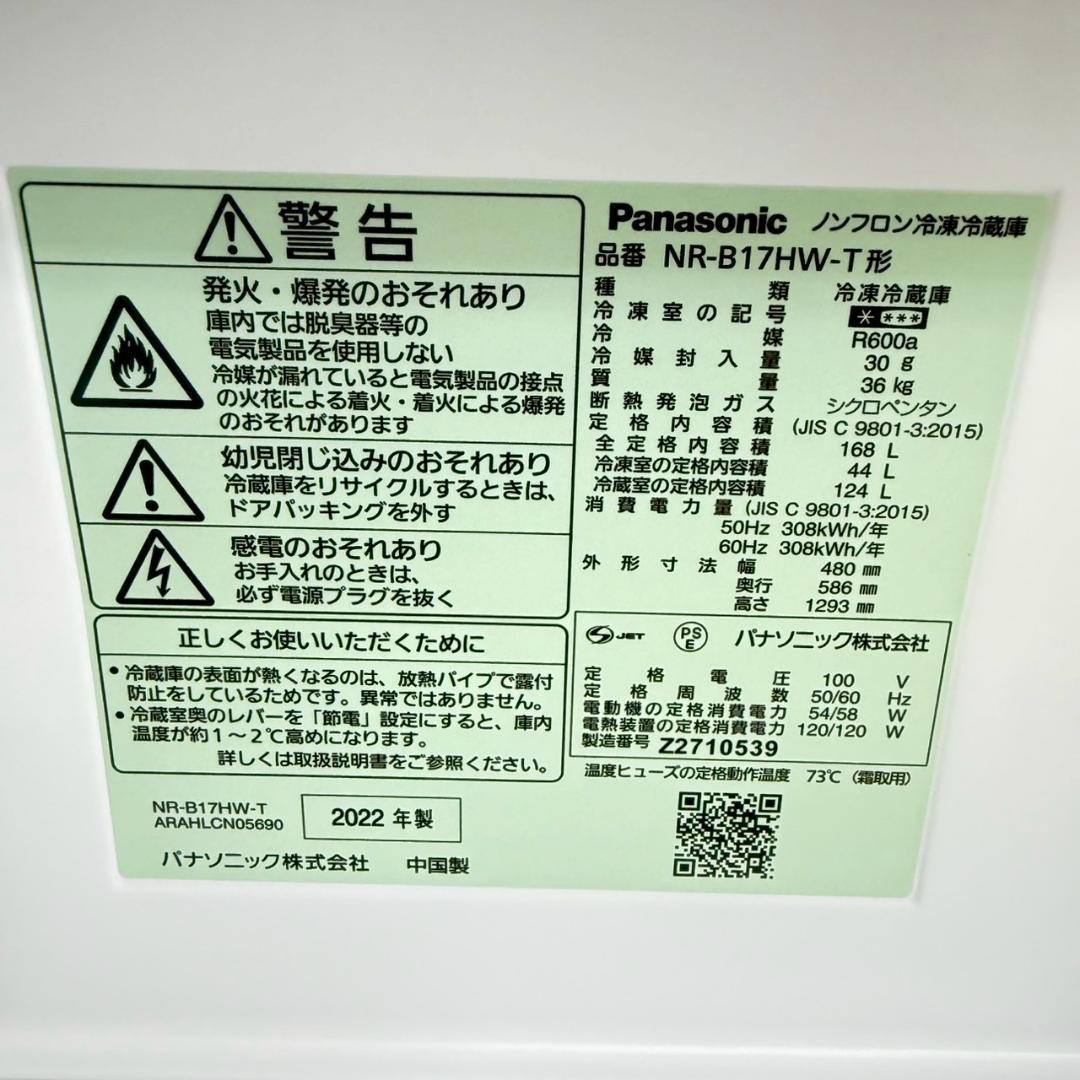 警告
発火・爆発のおそれあり
庫内では脱臭器等の
電気製品を使用しない
冷媒が漏れていると電気製品の接点
の火花による着火・着火による爆発
のおそれがあります
幼児閉じ込みのおそれあり
冷蔵庫をリサイクルするときは、
ドアパッキングを外す
感電のおそれあり
お手入れのときは、
必ず電源プラグを抜く
正しくお使いいただくために
・冷蔵庫の表面が熱くなるのは、放熱パイプで露付
防止をしているためです。異常ではありません。
・冷蔵室奥のレバーを「節電」設定にすると、庫内
温度が約1～2℃高めになります。
詳しくは取扱説明書をご参照ください。
NR-B17HW-T
ARAHLCN05690
2022 年製
パナソニック株式会社 中国製
Panasonic ノンフロン冷凍冷蔵庫
品番 NR-B17HW-T形
種類 冷凍冷蔵庫
冷凍室の記号 * ***
冷媒 R600a
冷媒封入量 30 g
質量 36 kg
断熱発泡ガス シクロペンタン
定格内容積 (JIS C 9801-3:2015)
全定格内容積 168 L
冷凍室の定格内容積 44 L
冷蔵室の定格内容積 124 L
消費電力量 (JIS C 9801-3:2015)
50Hz 308kWh/年
60Hz 308kWh/年
外形寸法 幅 480 mm
奥行 586 mm
高さ 1293 mm
S JET PSE パナソニック株式会社
定格電圧 100 V
定格周波数 50/60 Hz
電動機の定格消費電力 54/58 W
電熱装置の定格消費電力 120/120 W
製造番号 Z2710539
温度ヒューズの定格動作温度 73℃（霜取用）